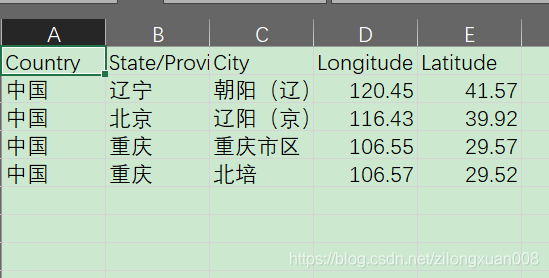 A B C D E
Country State/Provi City Longitude Latitude
中国 辽宁 朝阳（辽） 120.45 41.57
中国 北京 辽阳（京） 116.43 39.92
中国 重庆 重庆市区 106.55 29.57
中国 重庆 北培 106.57 29.52
https://blog.csdn.net/zilongxuan008